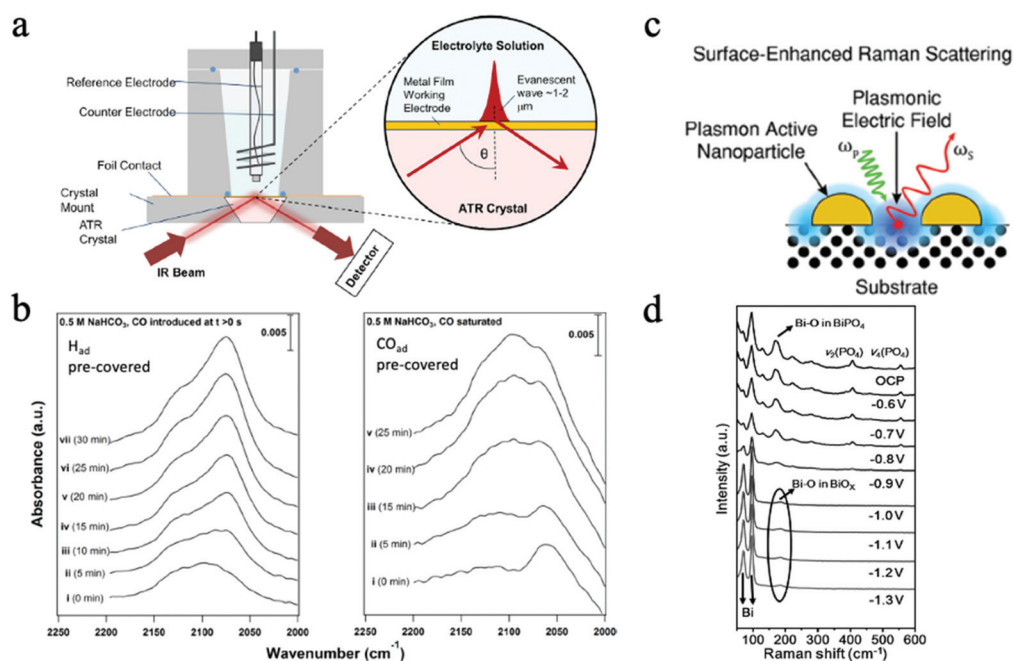 a
Reference Electrode
Counter Electrode
Foil Contact
Crystal
Mount
ATR
Crystal
IR Beam
Detector
Electrolyte Solution
Metal Film
Working
Electrode
Evanescent
wave ~1-2
μm
θ
ATR Crystal
c
Surface-Enhanced Raman Scattering
Plasmonic
Electric Field
Plasmon Active
Nanoparticle
ωP
ωS
Substrate
b
0.5 M NaHCO3, CO introduced at t >0 s
0.005
Had
pre-covered
vii (30 min)
vi (25 min)
v (20 min)
iv (15 min)
iii (10 min)
ii (5 min)
i (0 min)
2250 2200 2150 2100 2050 2000
0.5 M NaHCO3, CO saturated
0.005
COad
pre-covered
v (25 min)
iv (20 min)
iii (15 min)
ii (5 min)
i (0 min)
2250 2200 2150 2100 2050 2000
Absorbance (a.u.)
Wavenumber (cm-1)
d
Bi-O in BiPO4
ν2(PO4) ν4(PO4)
OCP
-0.6 V
-0.7 V
-0.8 V
-0.9 V
Bi-O in BiOX
-1.0 V
-1.1 V
-1.2 V
-1.3 V
Bi
Intensity (a.u.)
100 200 300 400 500 600
Raman shift (cm-1)